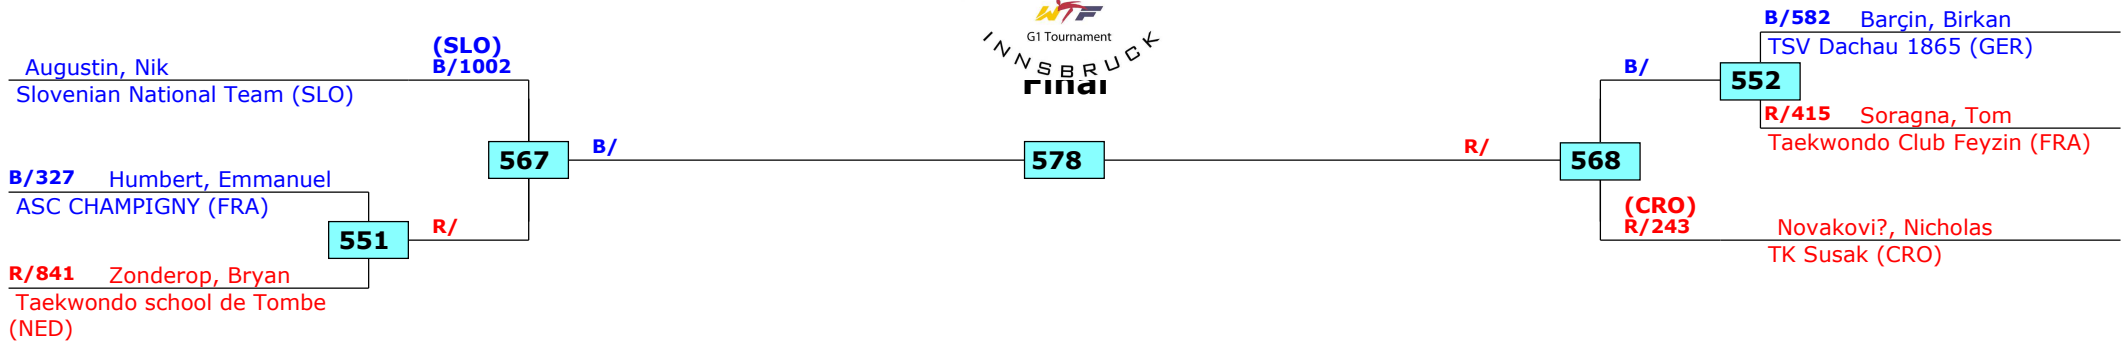 WTF
G1 Tournament
INNSBRUCK
Final
(SLO)
B/1002
Augustin, Nik
Slovenian National Team (SLO)
567
B/
B/327 Humbert, Emmanuel
ASC CHAMPIGNY (FRA)
551
R/
R/841 Zonderop, Bryan
Taekwondo school de Tombe
(NED)
578
B/582 Barçin, Birkan
TSV Dachau 1865 (GER)
B/
552
R/415 Soragna, Tom
Taekwondo Club Feyzin (FRA)
R/
568
(CRO)
R/243
Novakovi?, Nicholas
TK Susak (CRO)